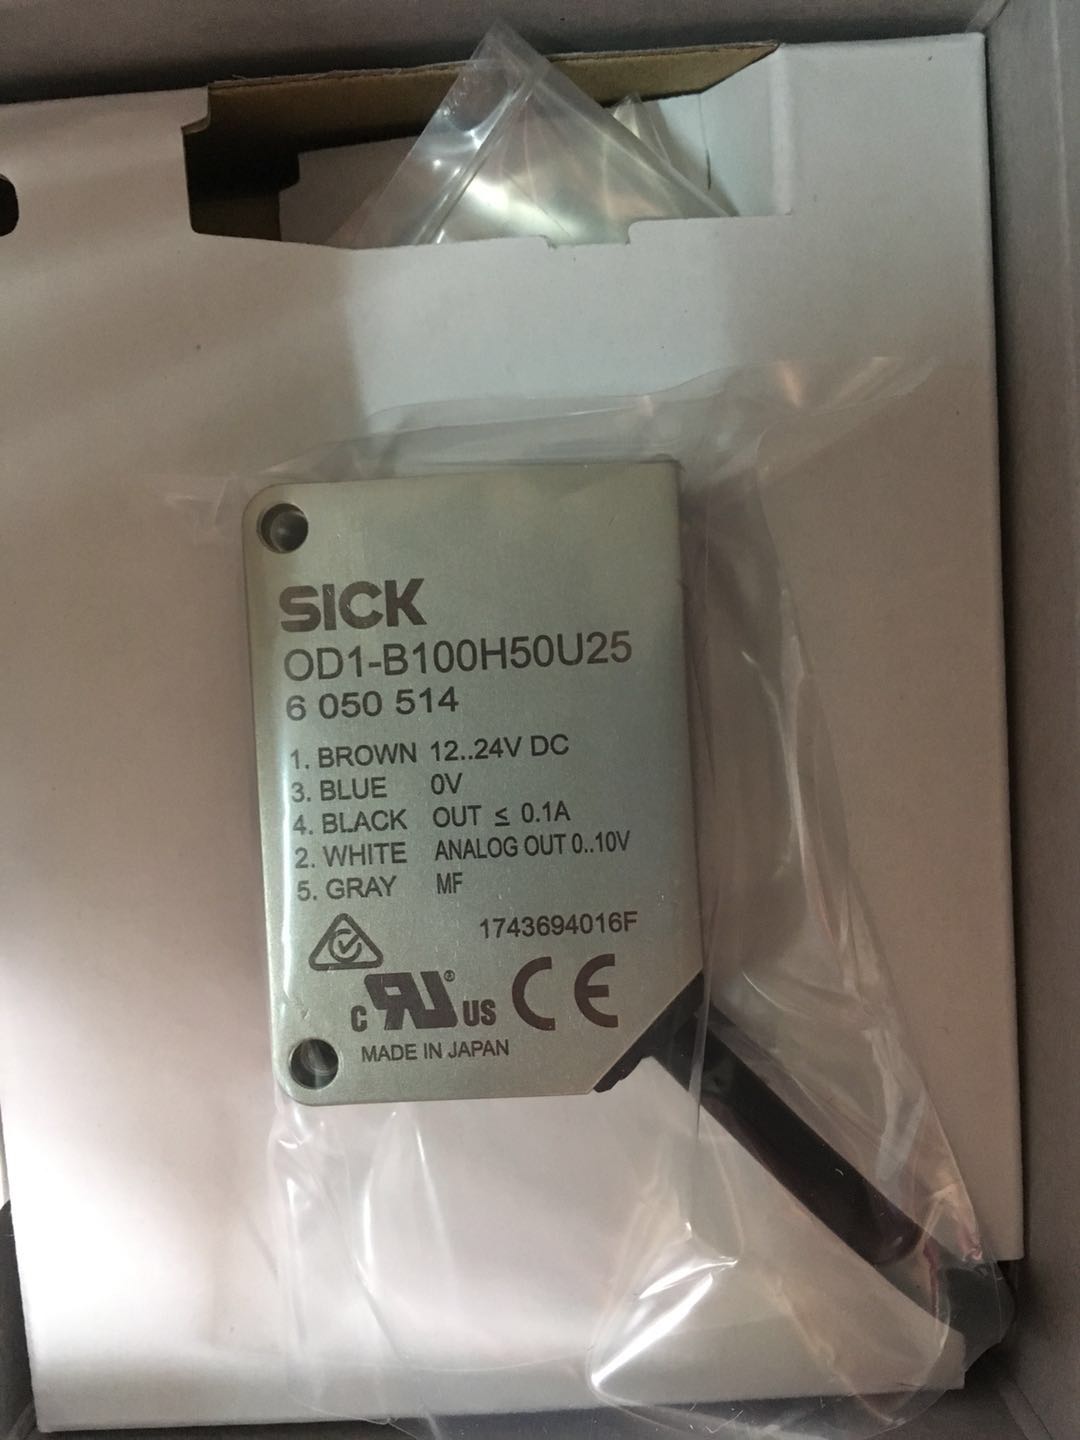 SICK
OD1-B100H50U25
6 050 514
1. BROWN 12..24V DC
3. BLUE 0V
4. BLACK OUT ≤ 0.1A
2. WHITE ANALOG OUT 0..10V
5. GRAY MF
1743694016F
c RU® US CE
MADE IN JAPAN